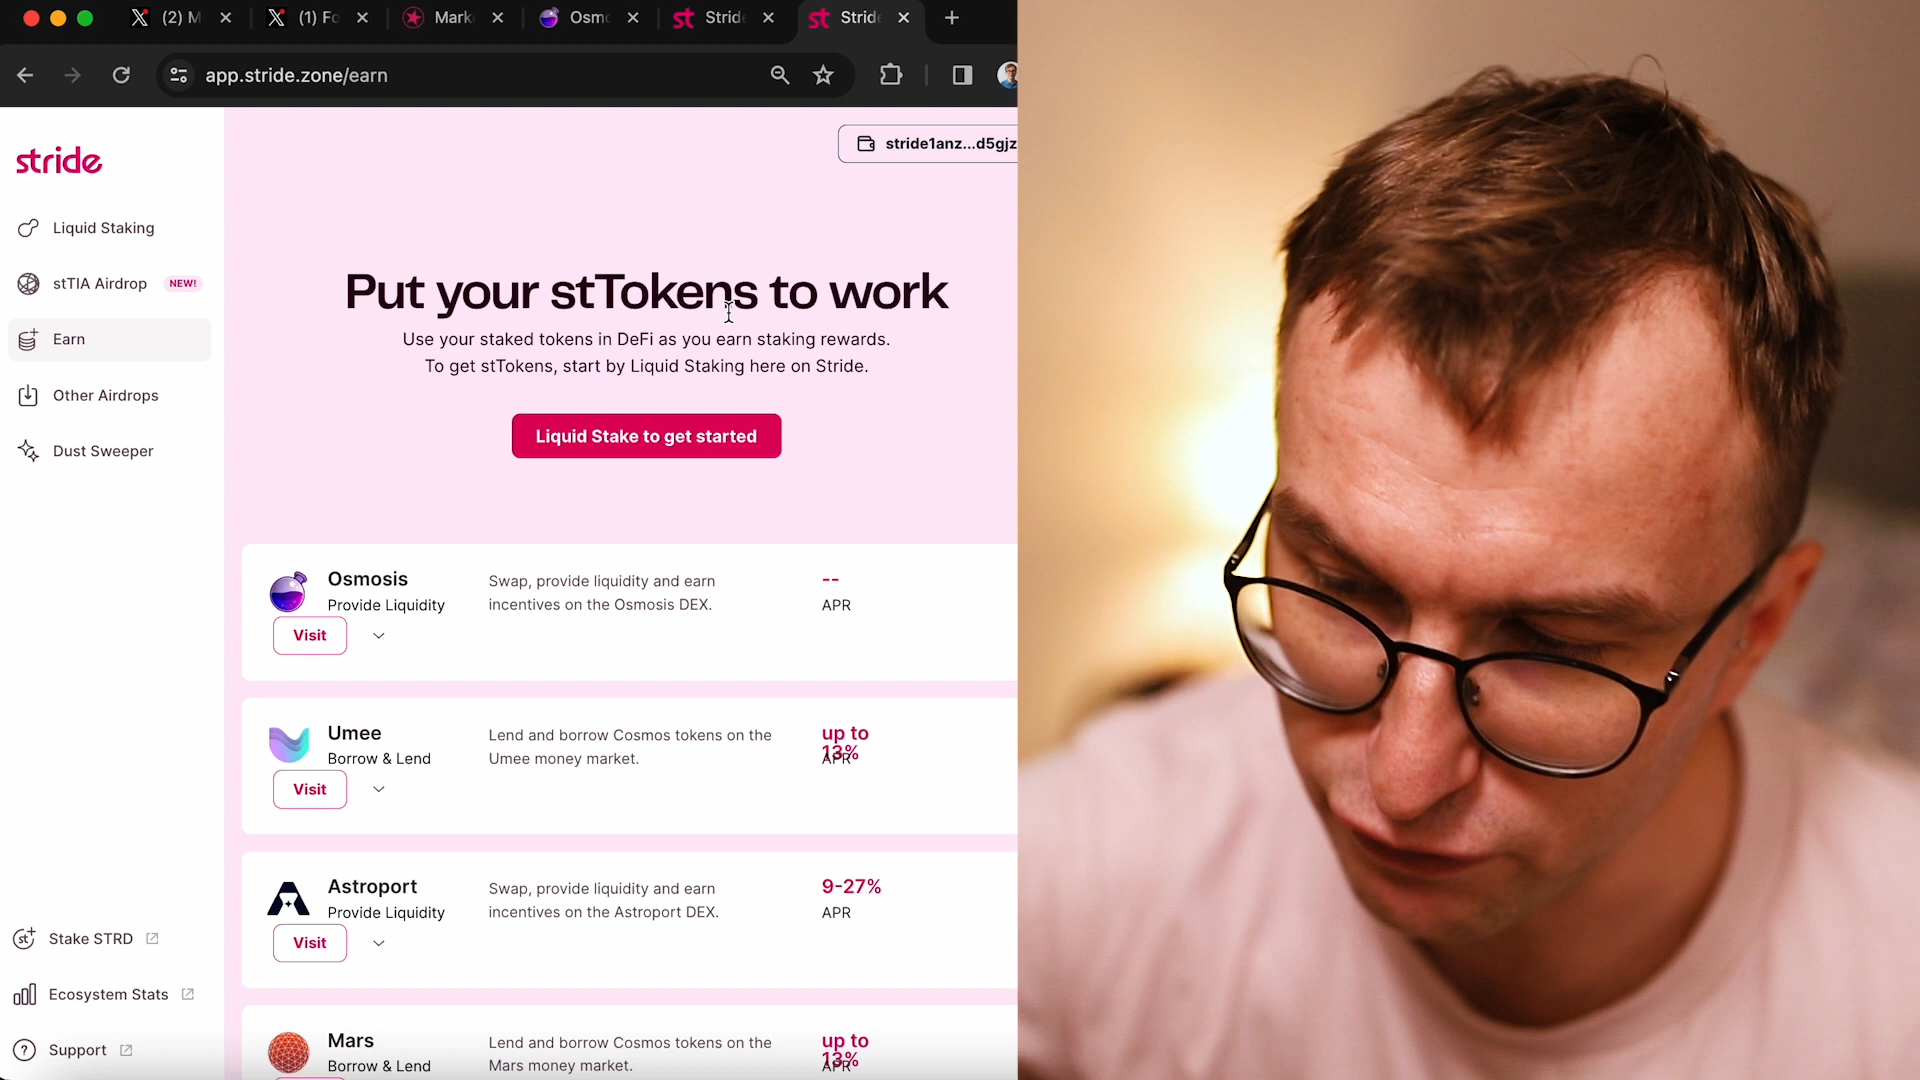 (2) M
(1) Fo
Mark
Osmo
Stride
Stride
app.stride.zone/earn
stride1anz...d5gjz
stride
Liquid Staking
stTIA Airdrop NEW!
Earn
Other Airdrops
Dust Sweeper
Put your stTokens to work
Use your staked tokens in DeFi as you earn staking rewards.
To get stTokens, start by Liquid Staking here on Stride.
Liquid Stake to get started
Osmosis
Provide Liquidity
Visit
Swap, provide liquidity and earn
incentives on the Osmosis DEX.
--
APR
Umee
Borrow & Lend
Visit
Lend and borrow Cosmos tokens on the
Umee money market.
up to
13%
APR
Astroport
Provide Liquidity
Visit
Swap, provide liquidity and earn
incentives on the Astroport DEX.
9-27%
APR
Mars
Borrow & Lend
Lend and borrow Cosmos tokens on the
Mars money market.
up to
13%
APR
Stake STRD
Ecosystem Stats
Support